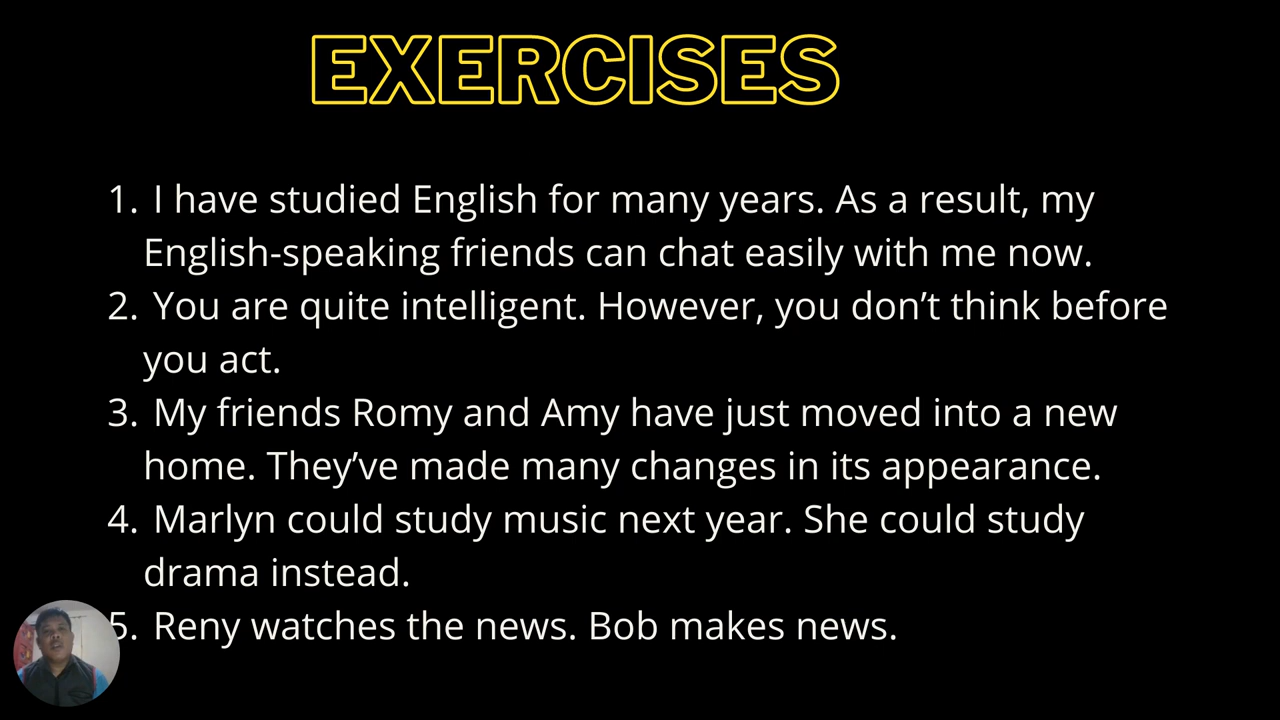 EXERCISES
1. I have studied English for many years. As a result, my
English-speaking friends can chat easily with me now.
2. You are quite intelligent. However, you don’t think before
you act.
3. My friends Romy and Amy have just moved into a new
home. They’ve made many changes in its appearance.
4. Marlyn could study music next year. She could study
drama instead.
5. Reny watches the news. Bob makes news.